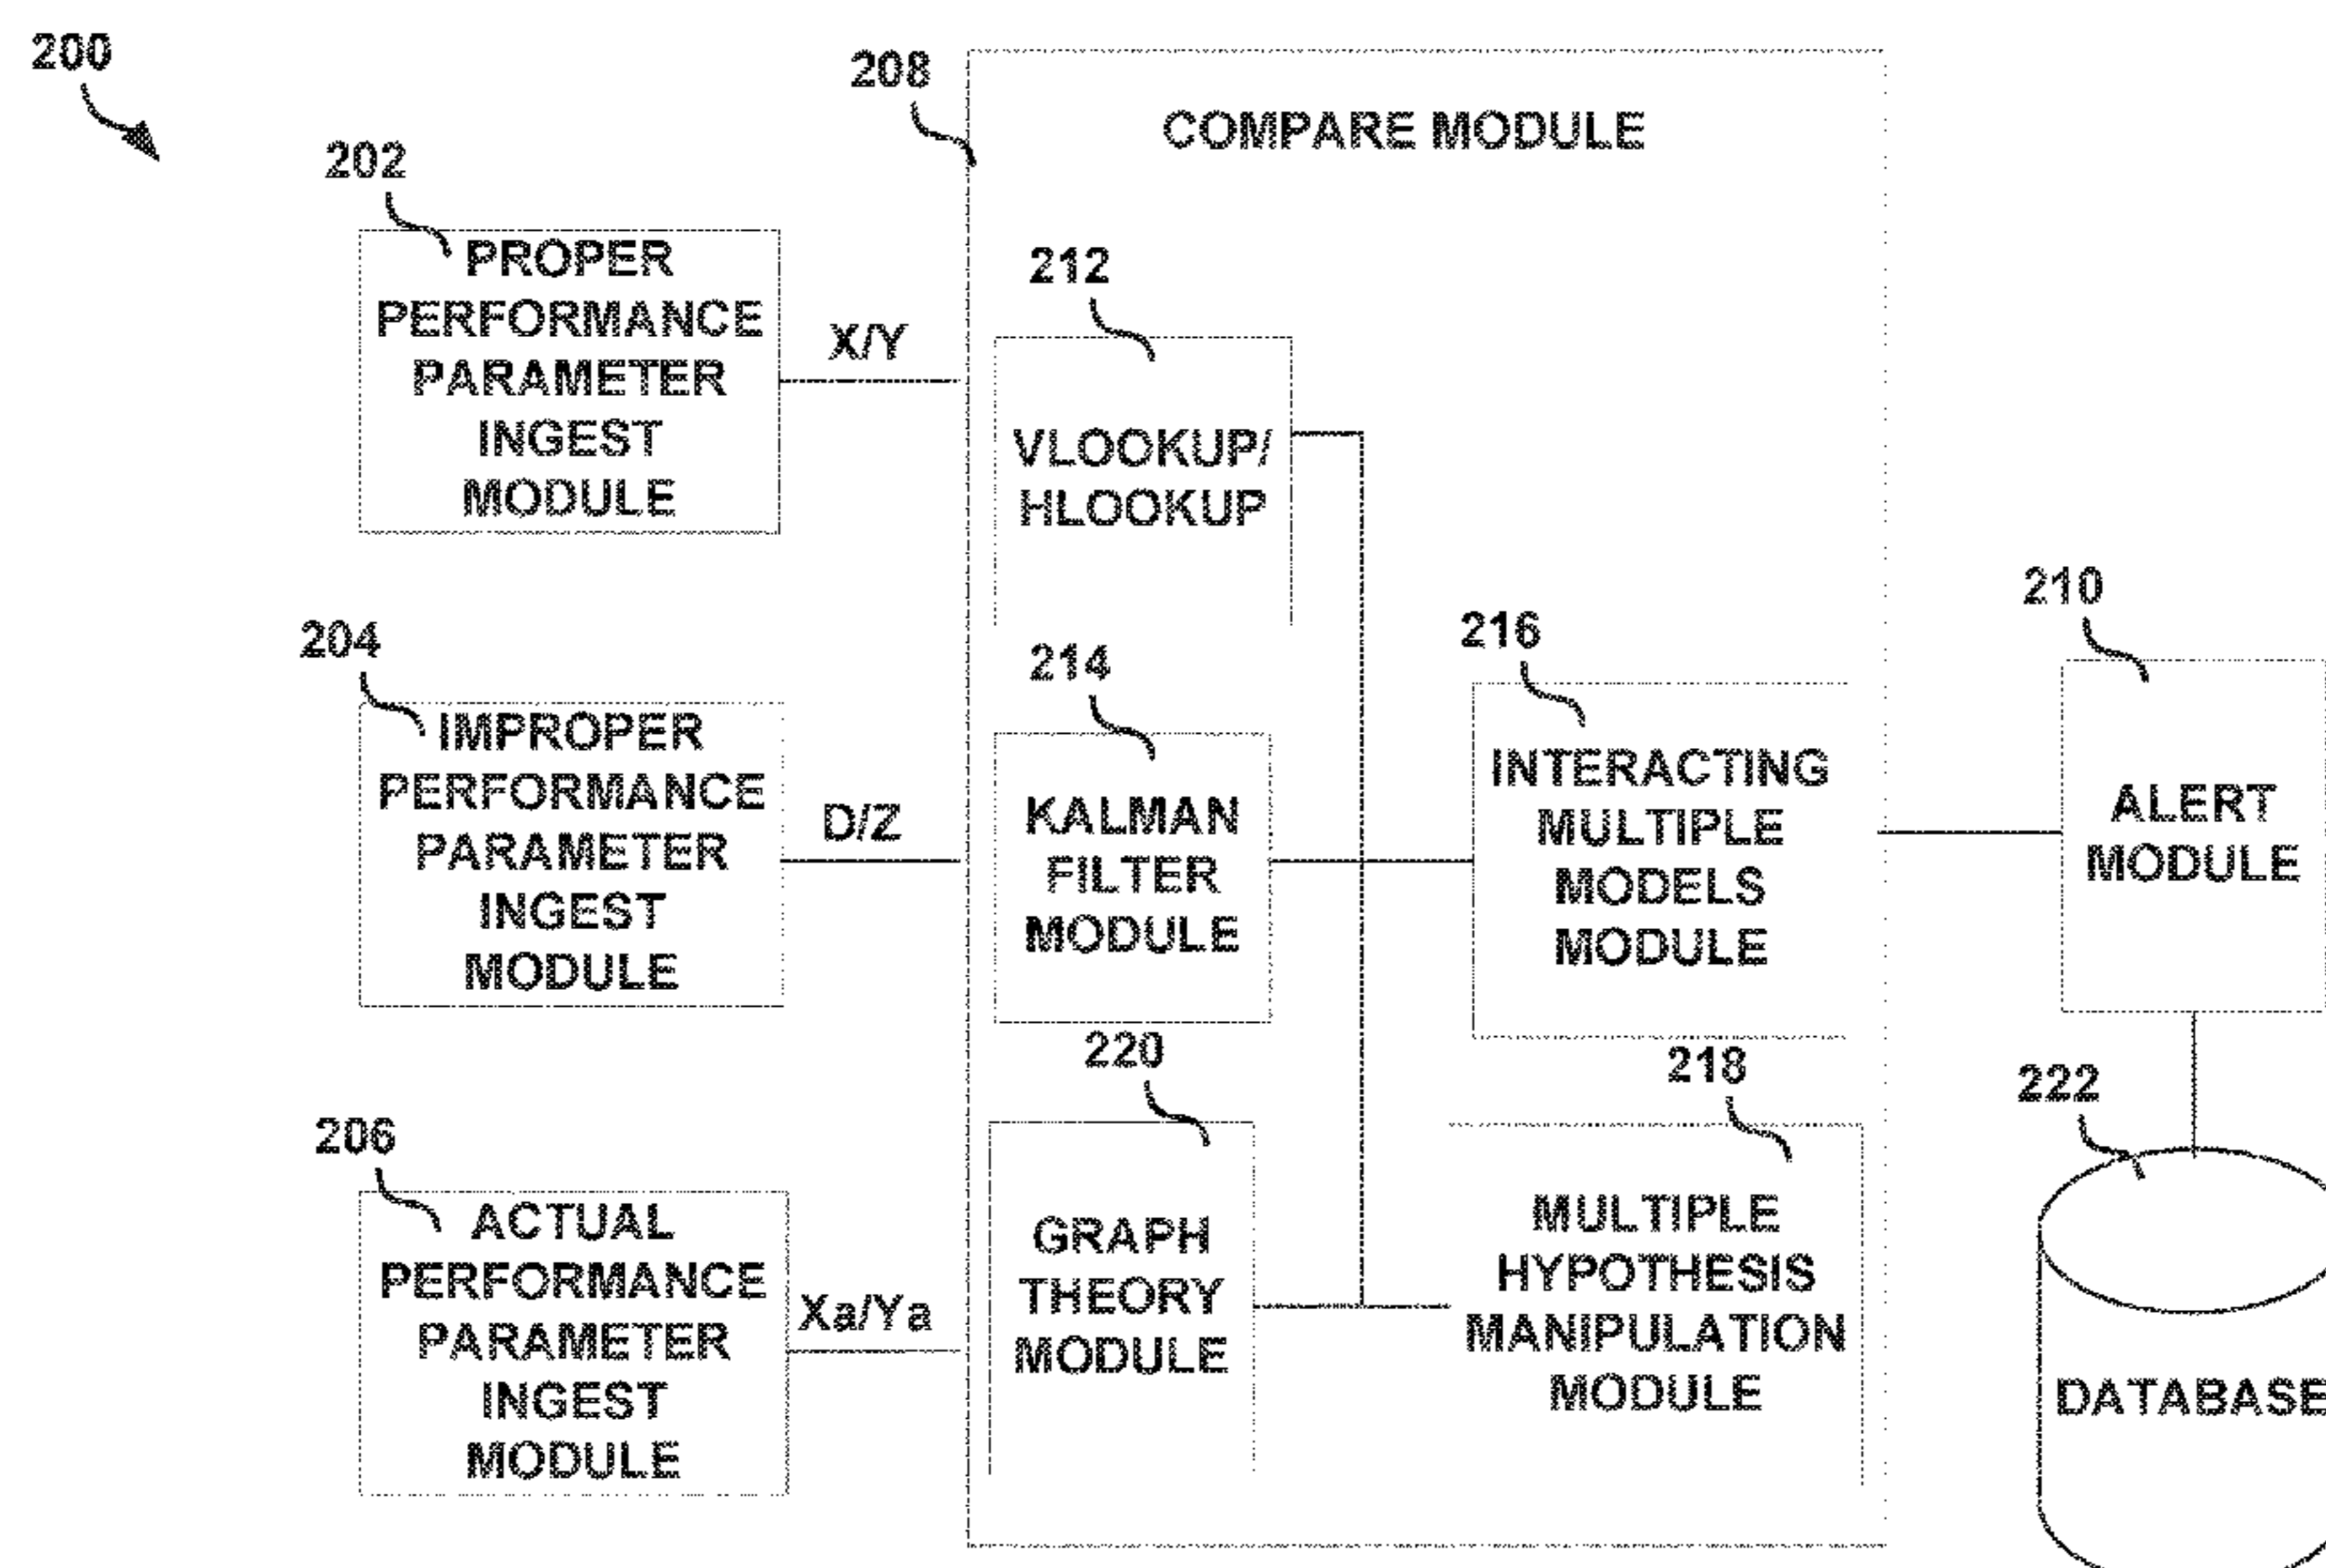 200
202
PROPER
PERFORMANCE
PARAMETER
INGEST
MODULE
X/Y
204
IMPROPER
PERFORMANCE
PARAMETER
INGEST
MODULE
D/Z
206
ACTUAL
PERFORMANCE
PARAMETER
INGEST
MODULE
Xa/Ya
208
COMPARE MODULE
212
VLOOKUP/
HLOOKUP
214
KALMAN
FILTER
MODULE
220
GRAPH
THEORY
MODULE
216
INTERACTING
MULTIPLE
MODELS
MODULE
218
MULTIPLE
HYPOTHESIS
MANIPULATION
MODULE
210
ALERT
MODULE
222
DATABASE